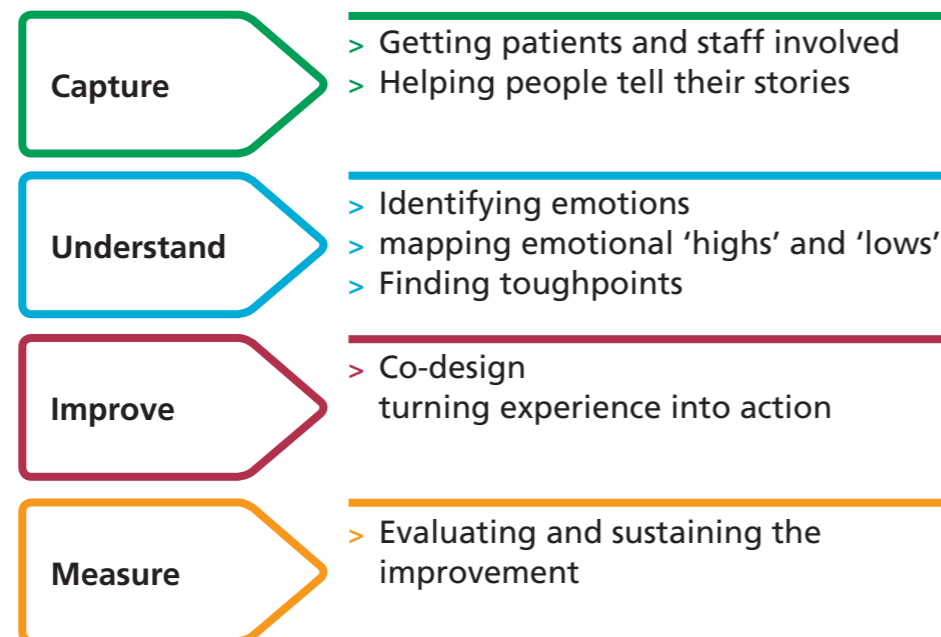 Capture
> Getting patients and staff involved
> Helping people tell their stories
Understand
> Identifying emotions
> mapping emotional ‘highs’ and ‘lows’
> Finding toughpoints
Improve
> Co-design
turning experience into action
Measure
> Evaluating and sustaining the
improvement